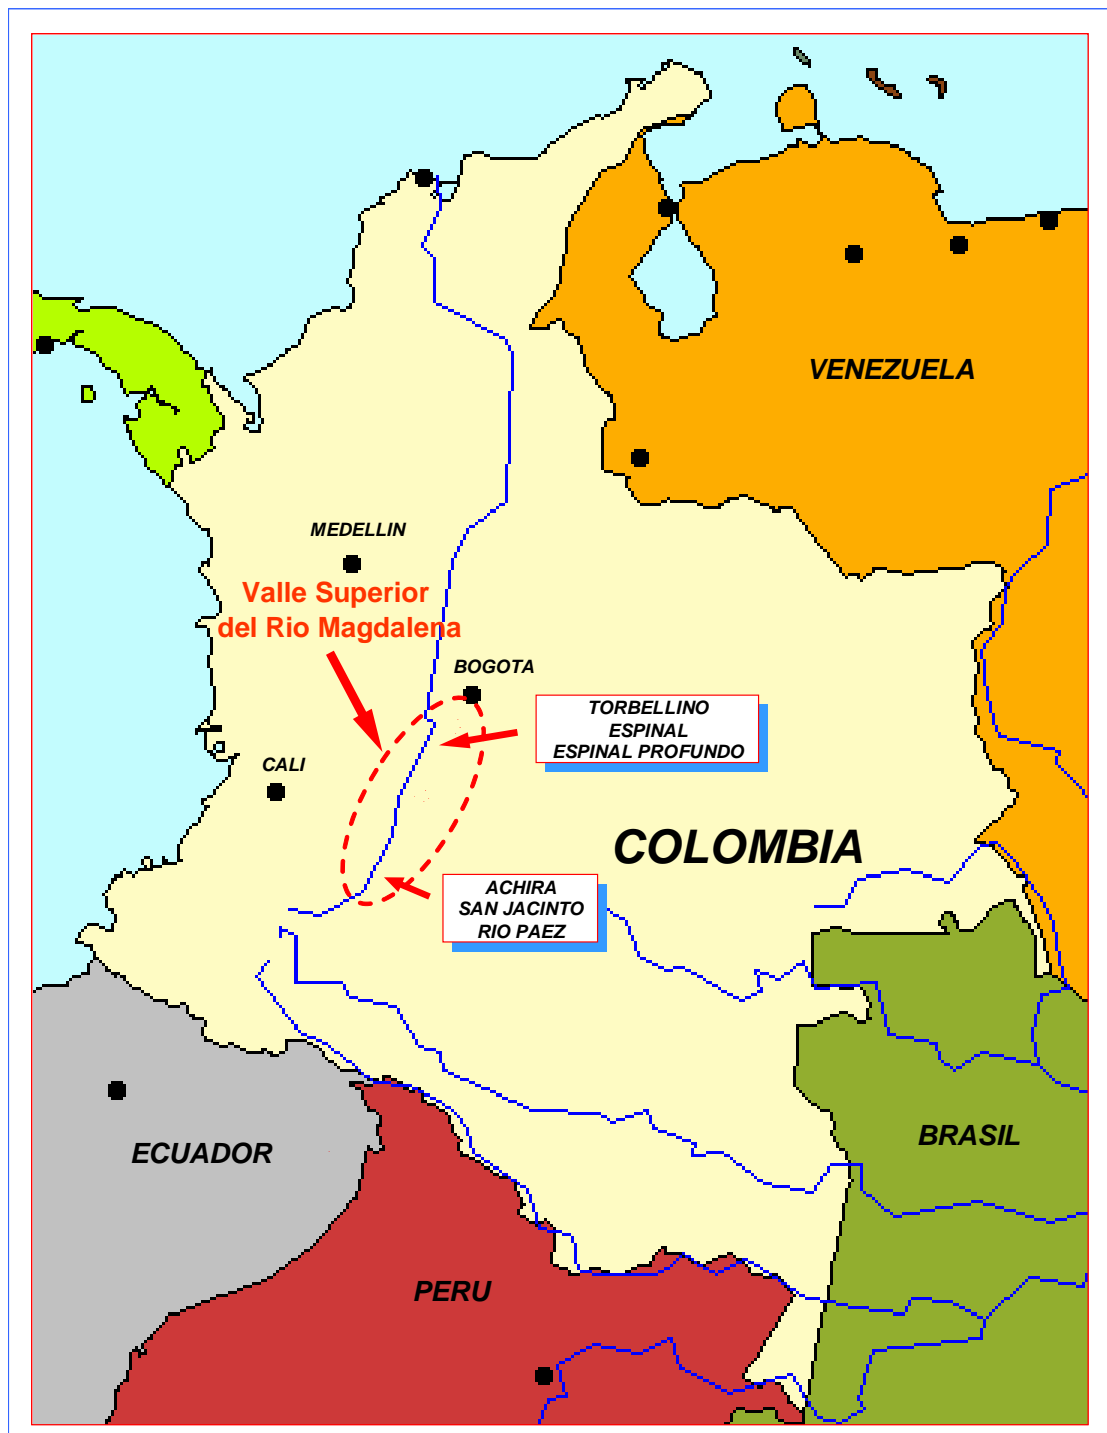 VENEZUELA
MEDELLIN
Valle Superior
del Rio Magdalena
BOGOTA
TORBELLINO
ESPINAL
ESPINAL PROFUNDO
CALI
COLOMBIA
ACHIRA
SAN JACINTO
RIO PAEZ
BRASIL
ECUADOR
PERU